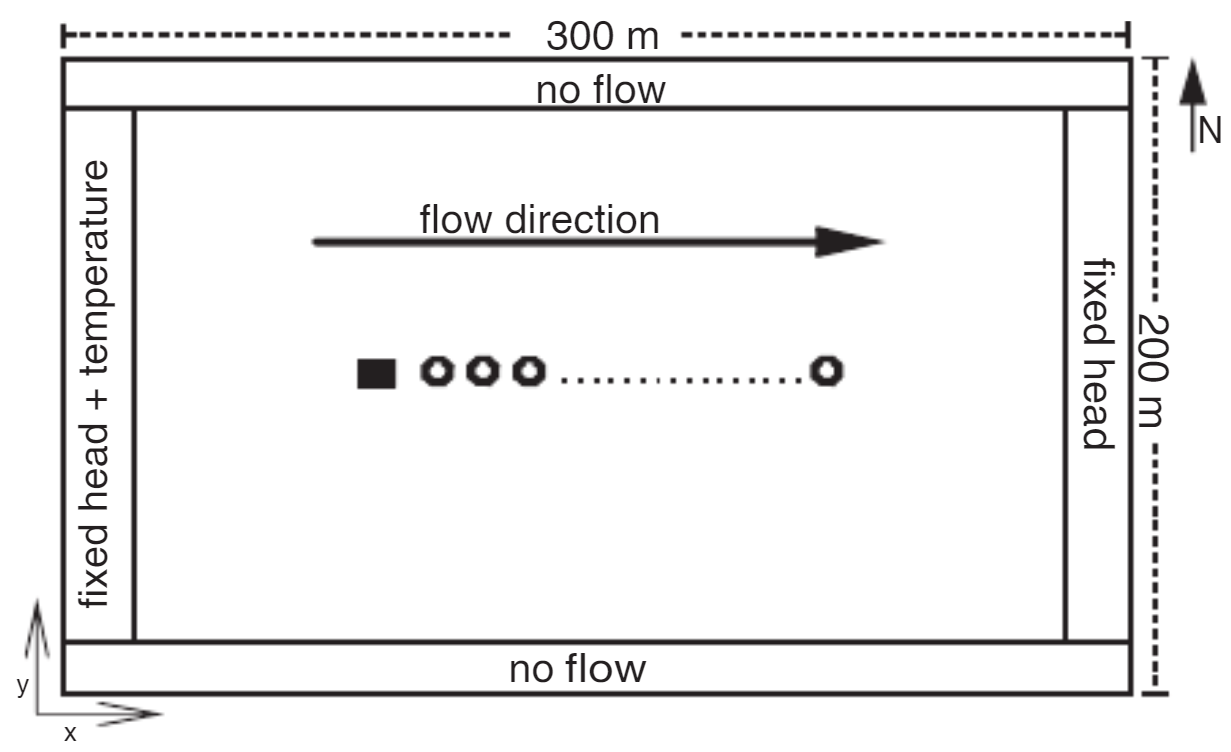 300 m
no flow
N
fixed head + temperature
flow direction
fixed head
200 m
no flow
y
x